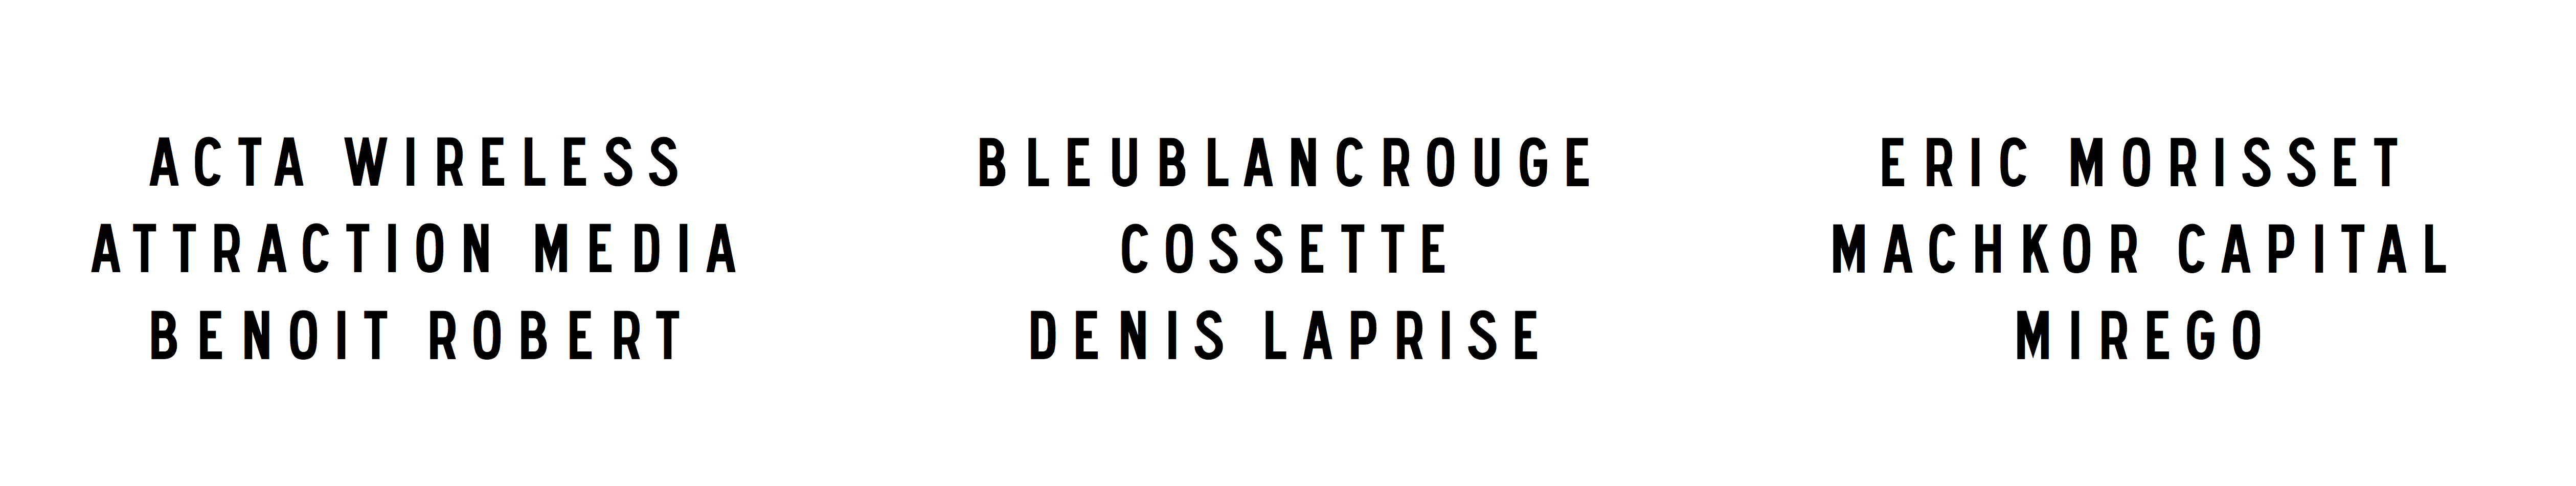 ACTA WIRELESS
ATTRACTION MEDIA
BENOIT ROBERT
BLEUBLANCROUGE
COSSETTE
DENIS LAPRISE
ERIC MORISSET
MACHKOR CAPITAL
MIREGO